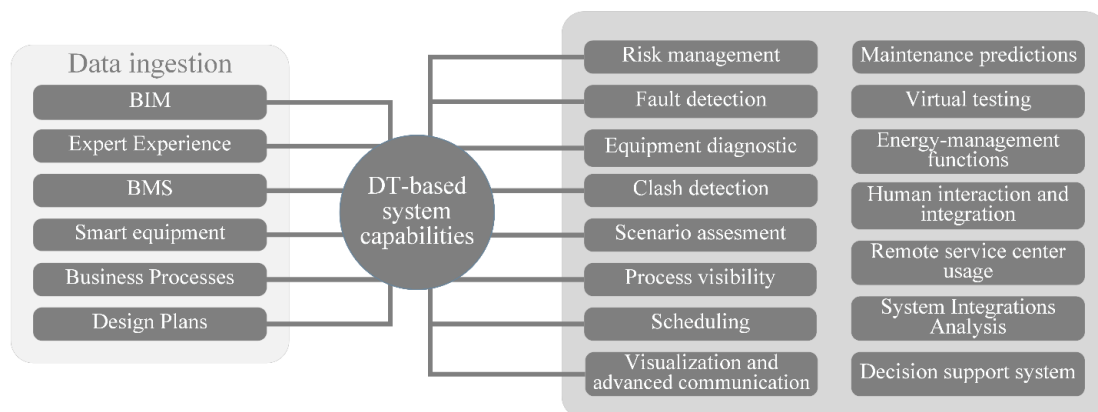 Data ingestion
BIM
Expert Experience
BMS
Smart equipment
Business Processes
Design Plans
DT-based
system
capabilities
Risk management
Fault detection
Equipment diagnostic
Clash detection
Scenario assesment
Process visibility
Scheduling
Visualization and
advanced communication
Maintenance predictions
Virtual testing
Energy-management
functions
Human interaction and
integration
Remote service center
usage
System Integrations
Analysis
Decision support system